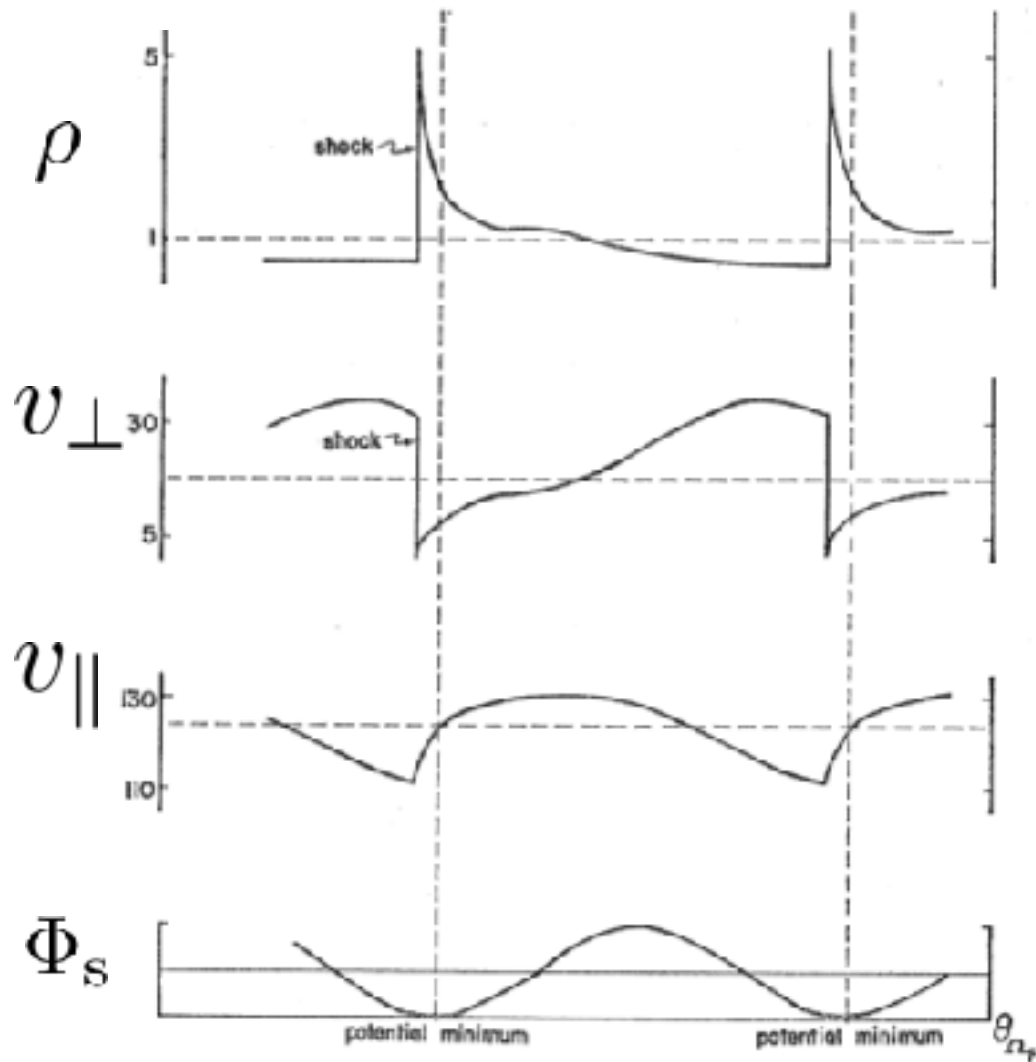 5
ρ
shock
1
v⊥
30
shock
5
v||
130
110
Φs
potential minimum
potential minimum